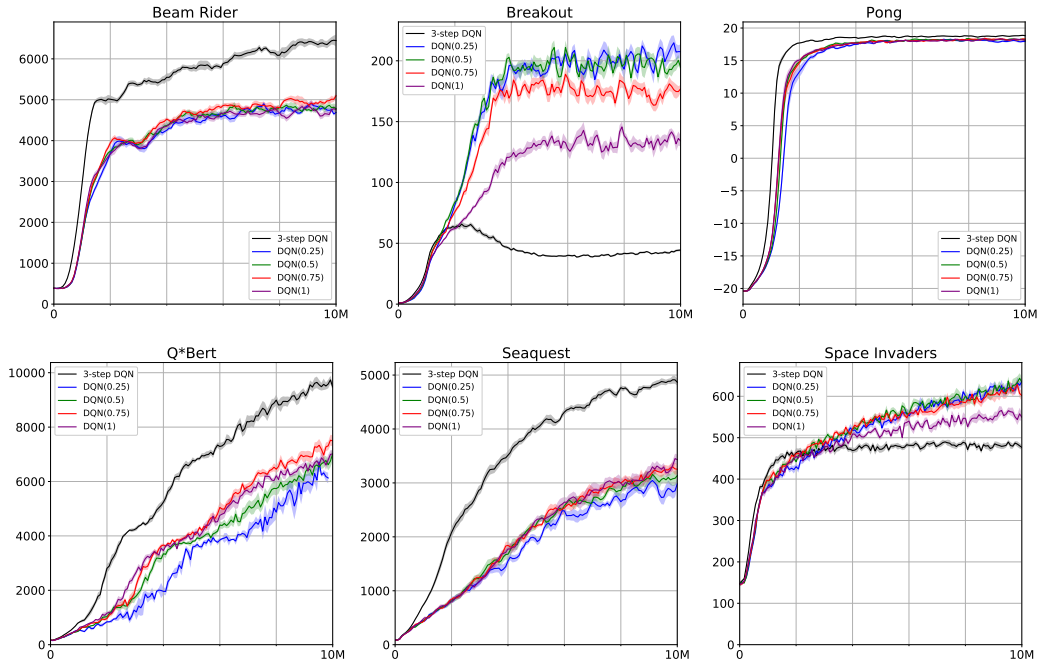 Beam Rider
6000
5000
4000
3000
2000
1000
0
0
10M
3-step DQN
DQN(0.25)
DQN(0.5)
DQN(0.75)
DQN(1)
Breakout
200
150
100
50
0
0
10M
3-step DQN
DQN(0.25)
DQN(0.5)
DQN(0.75)
DQN(1)
Pong
20
15
10
5
0
−5
−10
−15
−20
0
10M
3-step DQN
DQN(0.25)
DQN(0.5)
DQN(0.75)
DQN(1)
Q*Bert
10000
8000
6000
4000
2000
0
0
10M
3-step DQN
DQN(0.25)
DQN(0.5)
DQN(0.75)
DQN(1)
Seaquest
5000
4000
3000
2000
1000
0
0
10M
3-step DQN
DQN(0.25)
DQN(0.5)
DQN(0.75)
DQN(1)
Space Invaders
600
500
400
300
200
100
0
0
10M
3-step DQN
DQN(0.25)
DQN(0.5)
DQN(0.75)
DQN(1)